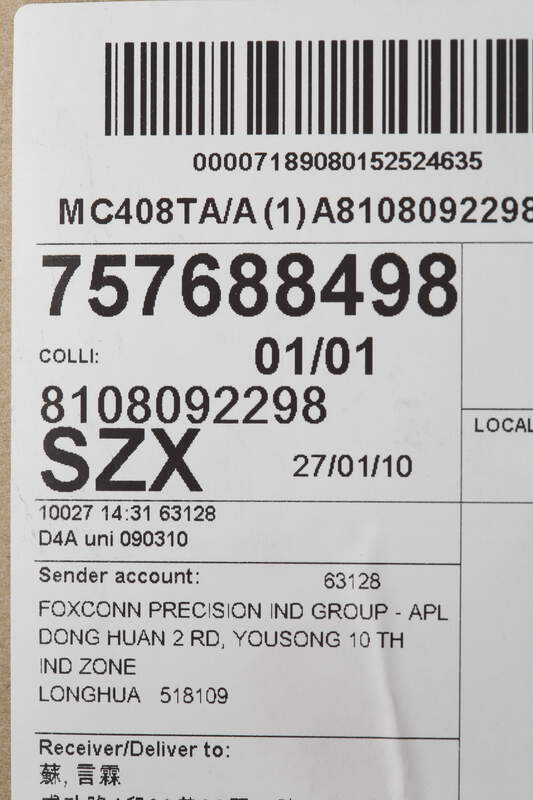 00007189080152524635
MC408TA/A (1) A8108092298
757688498
COLLI: 01/01
8108092298
LOCAL
SZX 27/01/10
10027 14:31 63128
D4A uni 090310
Sender account: 63128
FOXCONN PRECISION IND GROUP - APL
DONG HUAN 2 RD, YOUSONG 10 TH
IND ZONE
LONGHUA 518109
Receiver/Deliver to:
蘇, 言霖